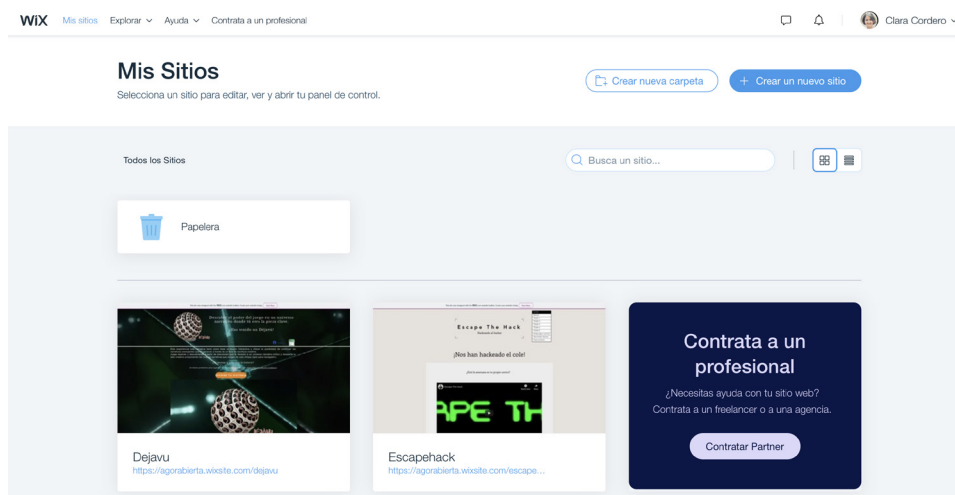 WiX Mis sitios Explorar Ayuda Contrata a un profesional Clara Cordero
Mis Sitios
Selecciona un sitio para editar, ver y abrir tu panel de control.
Crear nueva carpeta + Crear un nuevo sitio
Todos los Sitios
Busca un sitio...
Papelera
Escape The Hack
¡Nos han hackeado el cole!
APE TH
Dejavu
https://agorabierta.wixsite.com/dejavu
Escapehack
https://agorabierta.wixsite.com/escape...
Contrata a un
profesional
¿Necesitas ayuda con tu sitio web?
Contrata a un freelancer o a una agencia.
Contratar Partner